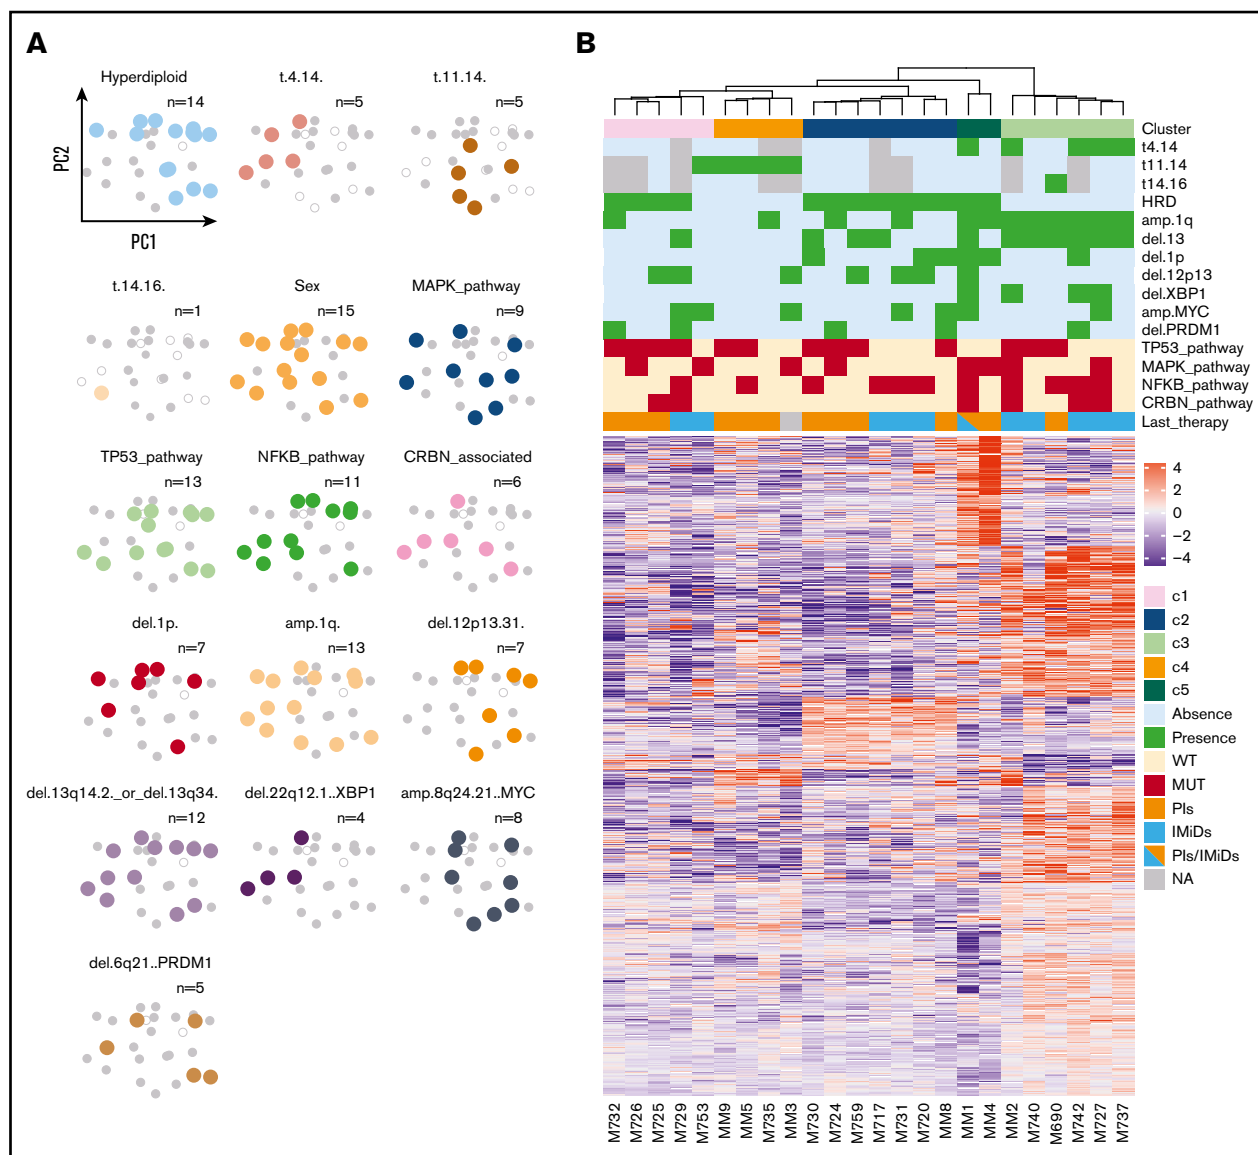 A
Hyperdiploid
n=14
t.4.14.
n=5
t.11.14.
n=5
PC2
PC1
t.14.16.
n=1
Sex
n=15
MAPK_pathway
n=9
TP53_pathway
n=13
NFKB_pathway
n=11
CRBN_associated
n=6
del.1p.
n=7
amp.1q.
n=13
del.12p13.31.
n=7
del.13q14.2._or_del.13q34.
n=12
del.22q12.1..XBP1
n=4
amp.8q24.21..MYC
n=8
del.6q21..PRDM1
n=5
B
Cluster
t4.14
t11.14
t14.16
HRD
amp.1q
del.13
del.1p
del.12p13
del.XBP1
amp.MYC
del.PRDM1
TP53_pathway
MAPK_pathway
NFKB_pathway
CRBN_pathway
Last_therapy
4
2
0
−2
−4
c1
c2
c3
c4
c5
Absence
Presence
WT
MUT
PIs
IMiDs
PIs/IMiDs
NA
M732
M726
M725
M729
M753
MM9
MM5
M735
MM3
M730
M724
M759
M717
M731
M720
MM8
MM1
MM4
MM2
M740
M690
M742
M727
M737